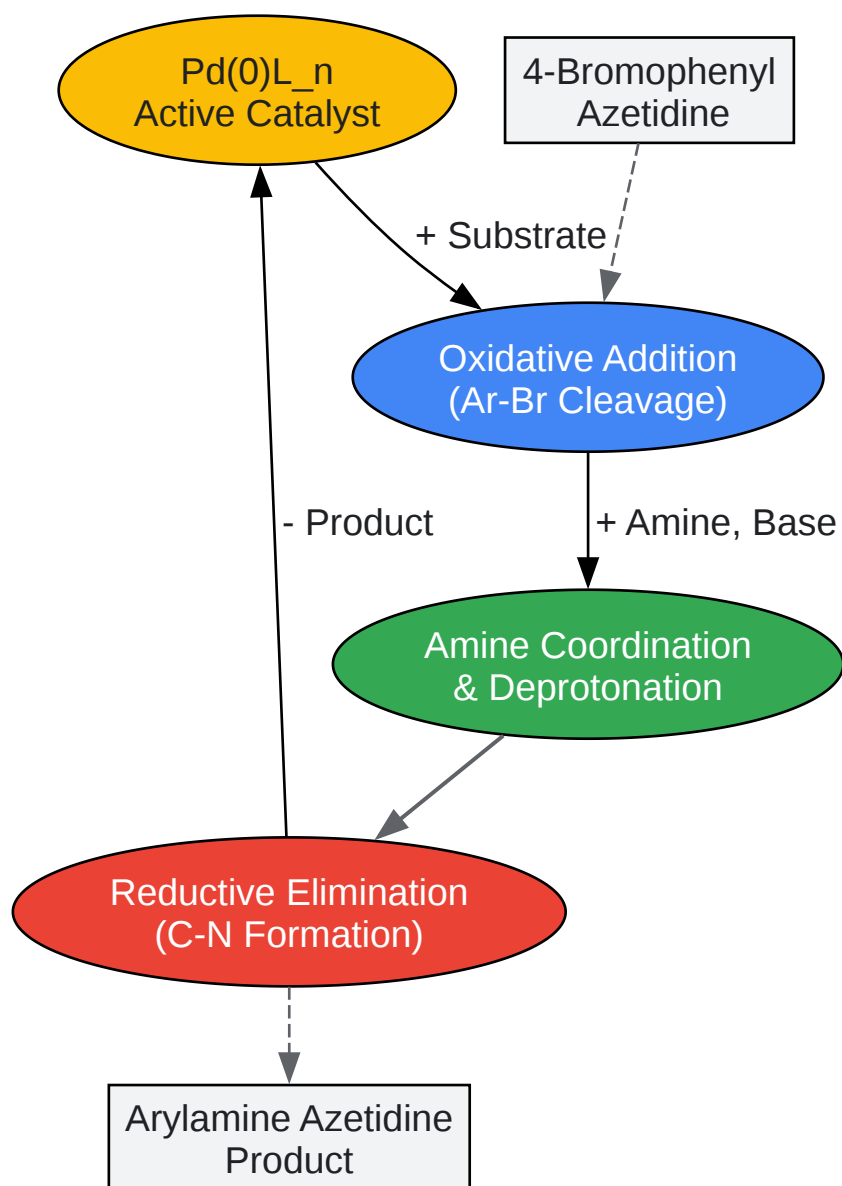 Pd(0)L_n
Active Catalyst
4-Bromophenyl
Azetidine
+ Substrate
Oxidative Addition
(Ar-Br Cleavage)
- Product
+ Amine, Base
Amine Coordination
& Deprotonation
Reductive Elimination
(C-N Formation)
Arylamine Azetidine
Product